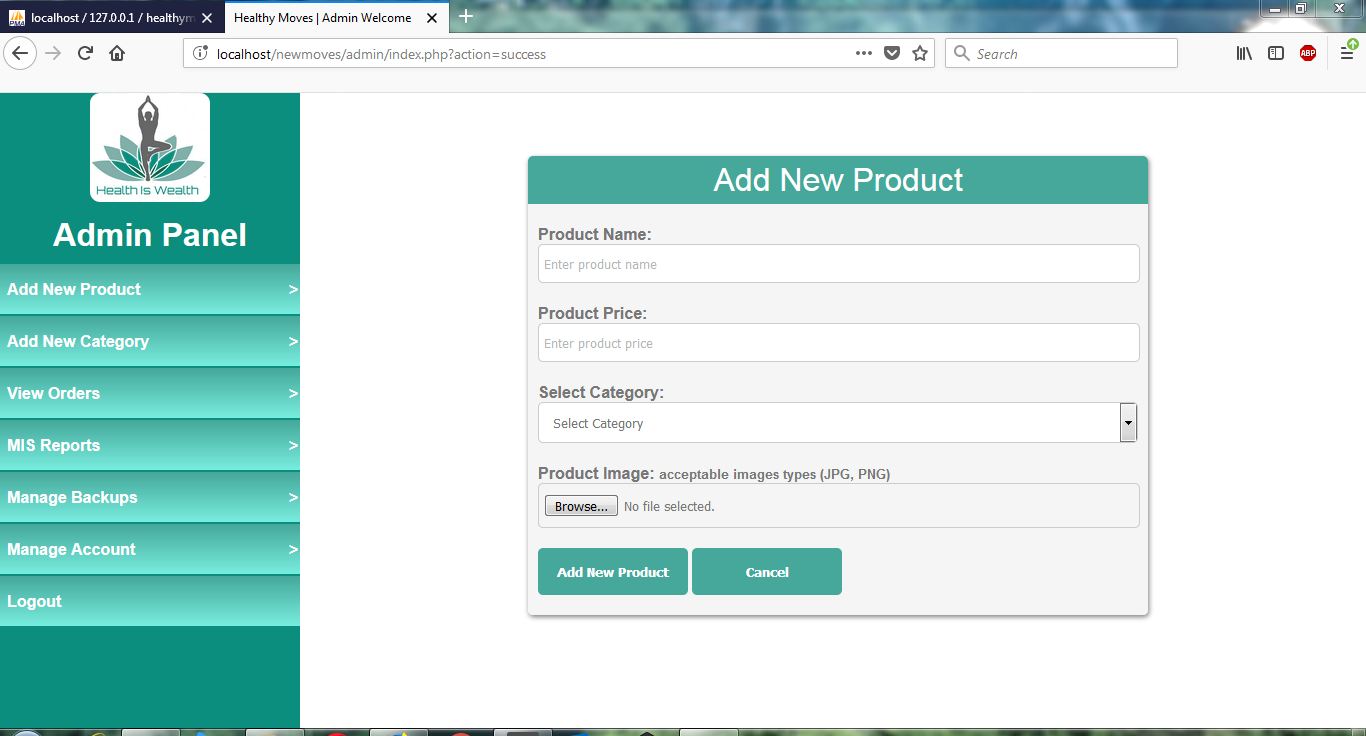 localhost / 127.0.0.1 / healthym
Healthy Moves | Admin Welcome
localhost/newmoves/admin/index.php?action=success
Search
ABP
PMA
Health Is Wealth
Admin Panel
Add New Product >
Add New Category >
View Orders >
MIS Reports >
Manage Backups >
Manage Account >
Logout
Add New Product
Product Name:
Enter product name
Product Price:
Enter product price
Select Category:
Select Category
Product Image: acceptable images types (JPG, PNG)
Browse... No file selected.
Add New Product Cancel